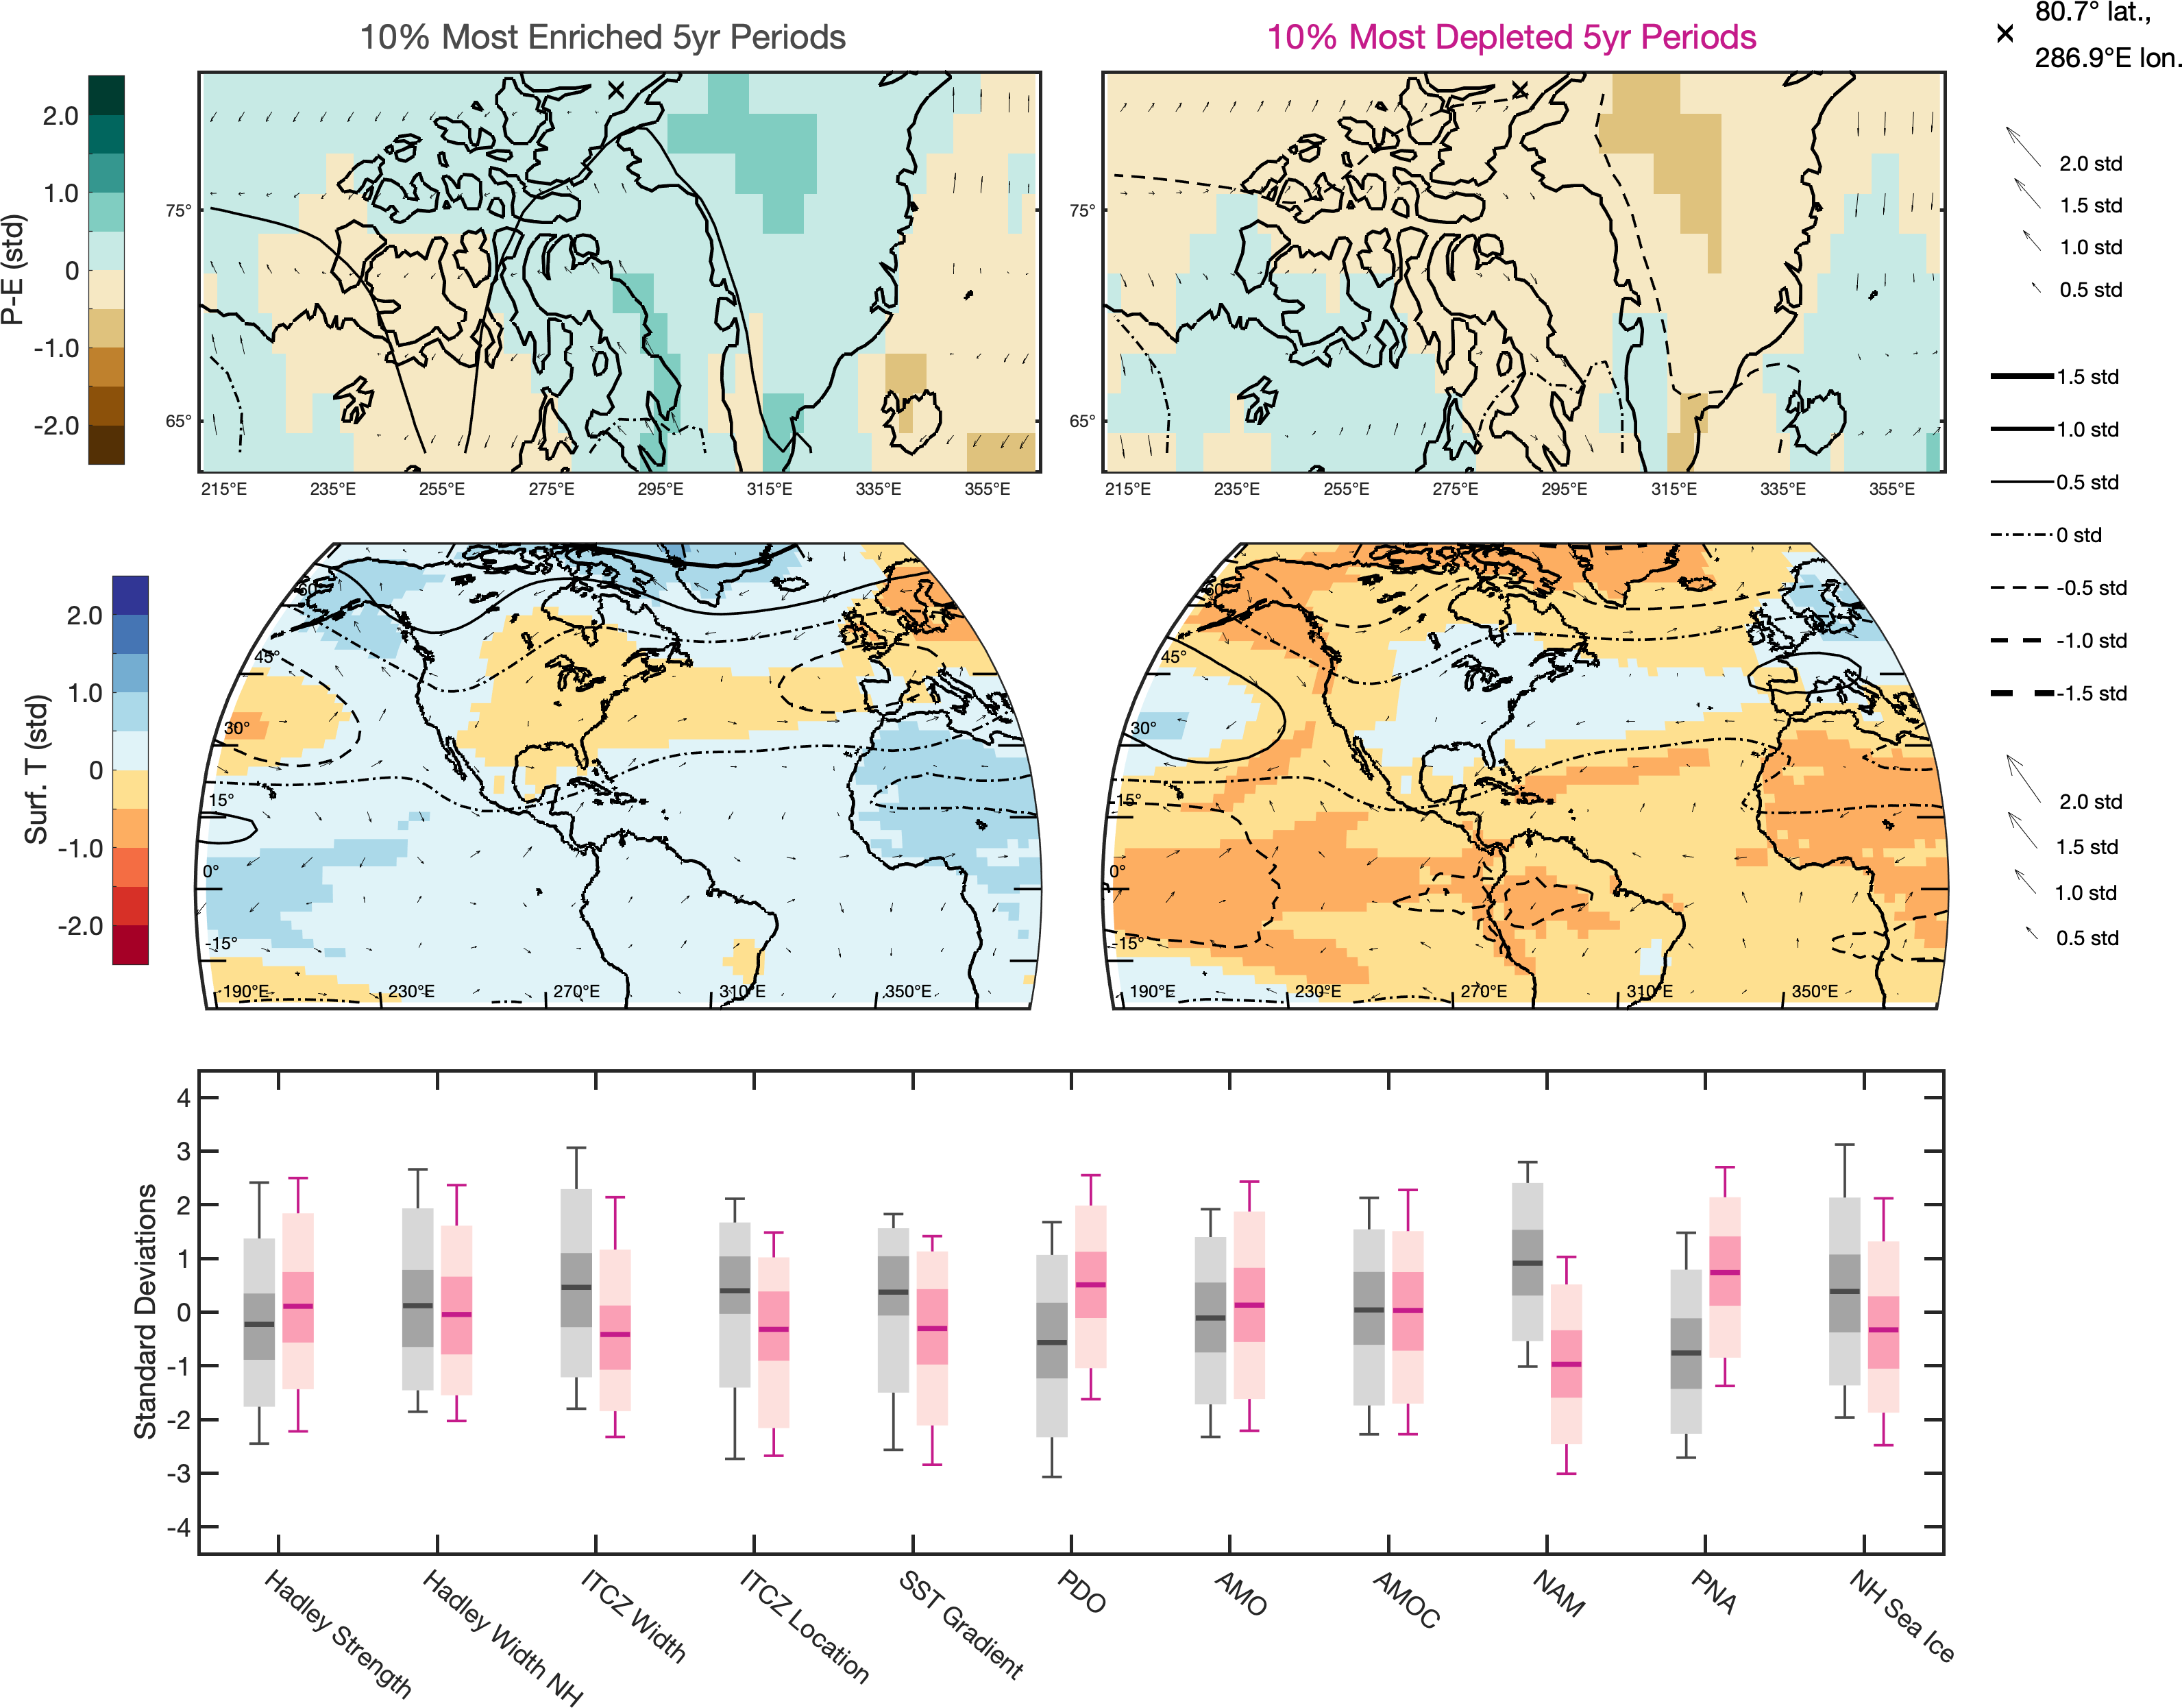 10% Most Enriched 5yr Periods
10% Most Depleted 5yr Periods
80.7° lat.,
286.9°E lon.
P-E (std)
2.0
1.0
0
-1.0
-2.0
75°
65°
215°E 235°E 255°E 275°E 295°E 315°E 335°E 355°E
75°
65°
215°E 235°E 255°E 275°E 295°E 315°E 335°E 355°E
2.0 std
1.5 std
1.0 std
0.5 std
1.5 std
1.0 std
0.5 std
0 std
-0.5 std
-1.0 std
-1.5 std
2.0 std
1.5 std
1.0 std
0.5 std
Surf. T (std)
2.0
1.0
0
-1.0
-2.0
60°
45°
30°
15°
0°
-15°
190°E 230°E 270°E 310°E 350°E
60°
45°
30°
15°
0°
-15°
190°E 230°E 270°E 310°E 350°E
Standard Deviations
4
3
2
1
0
-1
-2
-3
-4
Hadley Strength
Hadley Width NH
ITCZ Width
ITCZ Location
SST Gradient
PDO
AMO
AMOC
NAM
PNA
NH Sea Ice